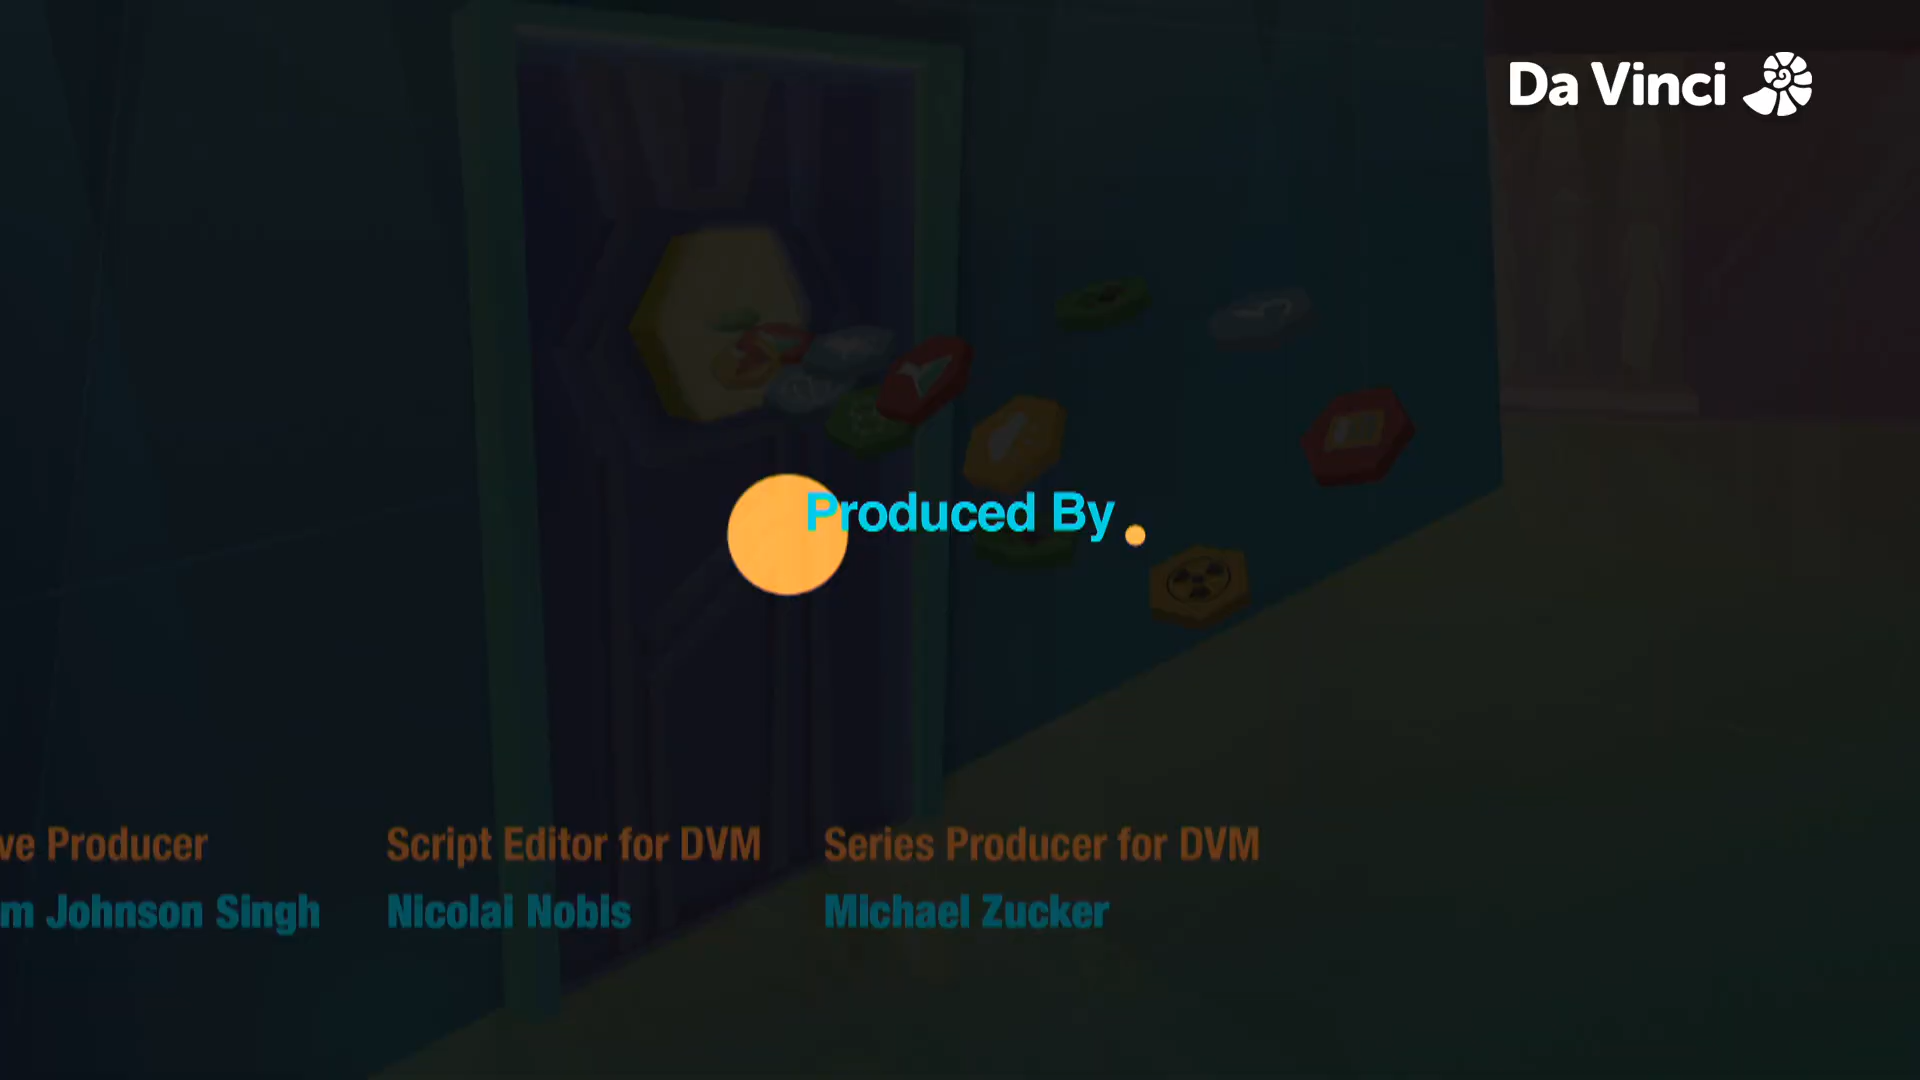 Da Vinci
Produced By
ve Producer
m Johnson Singh
Script Editor for DVM
Nicolai Nobis
Series Producer for DVM
Michael Zucker